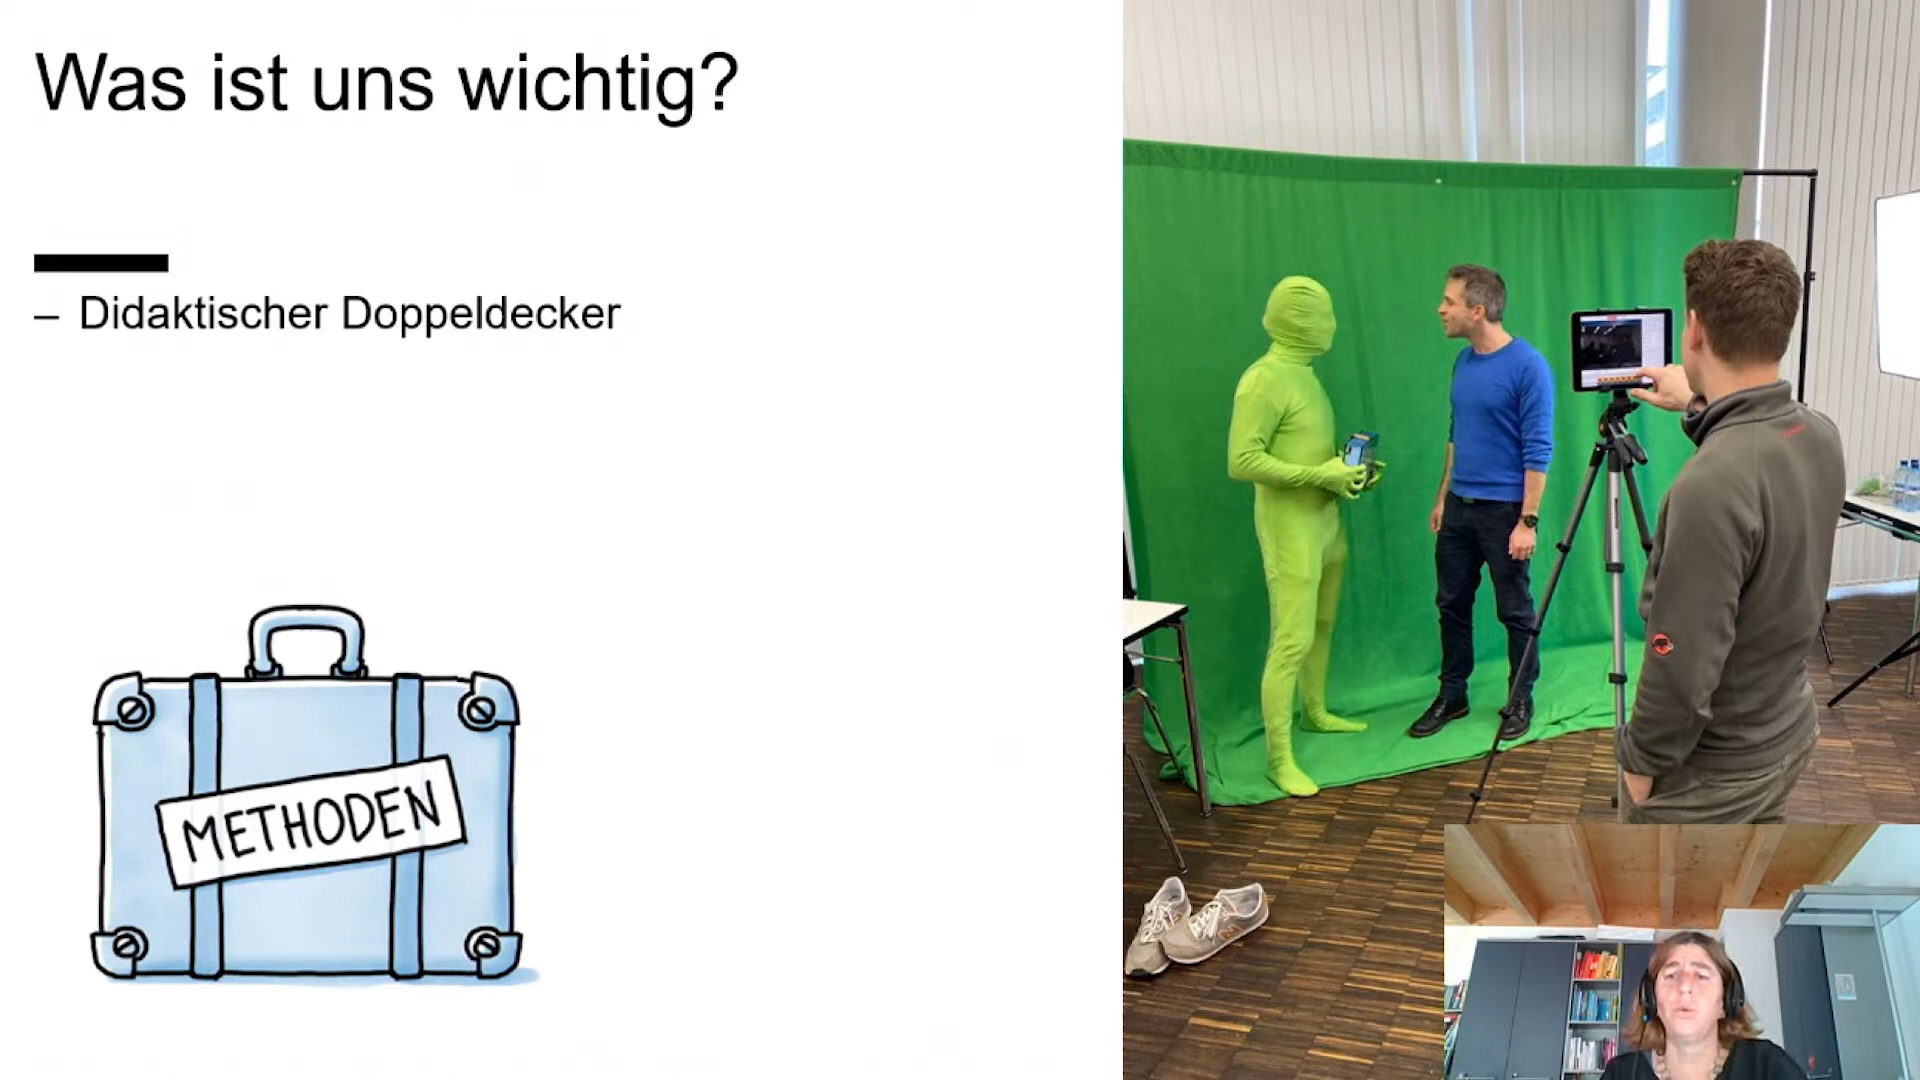 Was ist uns wichtig?
– Didaktischer Doppeldecker
METHODEN